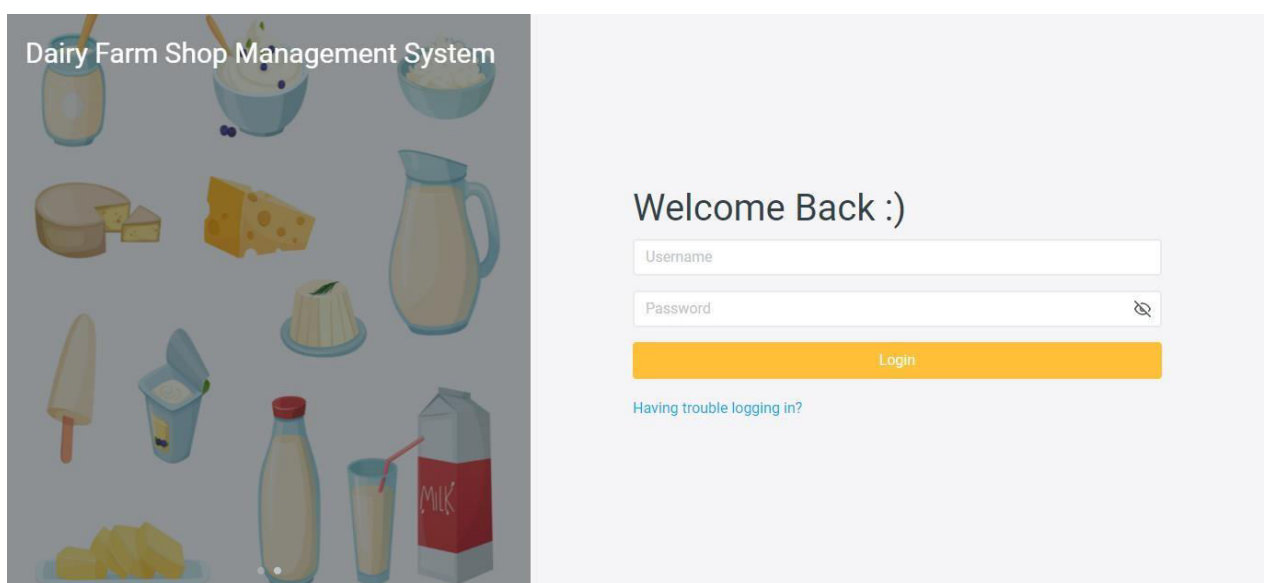 Dairy Farm Shop Management System
Welcome Back :)
Username
Password
Login
Having trouble logging in?
MILK